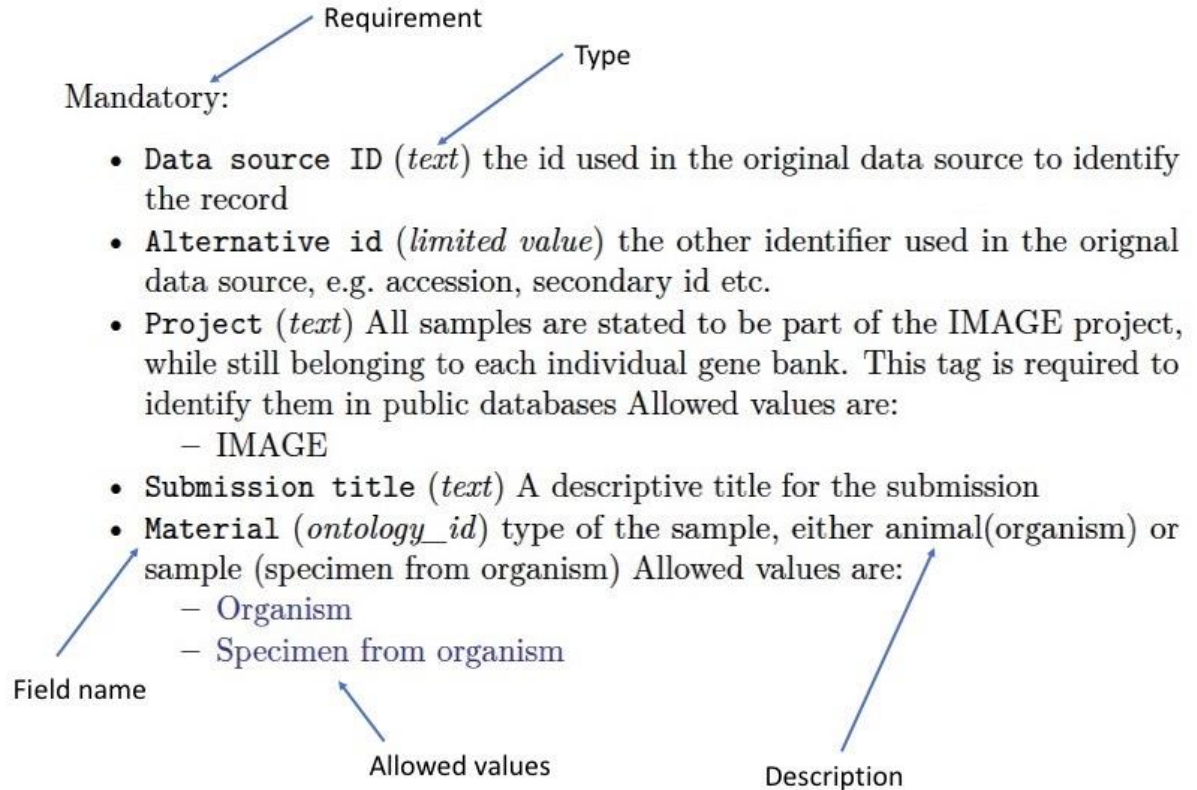 Requirement
Type
Mandatory:
• Data source ID (text) the id used in the original data source to identify
the record
• Alternative id (limited value) the other identifier used in the orignal
data source, e.g. accession, secondary id etc.
• Project (text) All samples are stated to be part of the IMAGE project,
while still belonging to each individual gene bank. This tag is required to
identify them in public databases Allowed values are:
– IMAGE
• Submission title (text) A descriptive title for the submission
• Material (ontology_id) type of the sample, either animal(organism) or
sample (specimen from organism) Allowed values are:
– Organism
– Specimen from organism
Field name
Allowed values
Description